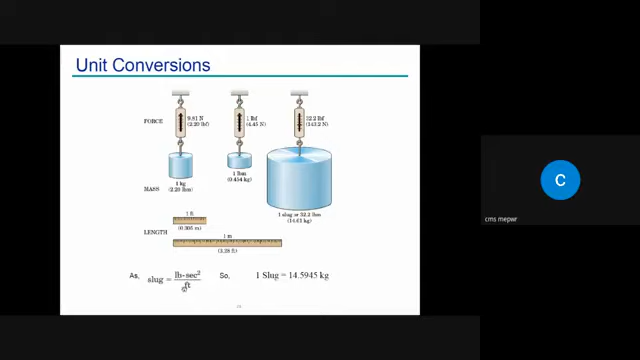 Unit Conversions
FORCE
9.81 N
(2.20 lbf)
1 lbf
(4.45 N)
32.2 lbf
(143.2 N)
MASS
1 kg
(2.20 lbm)
1 lbm
(0.454 kg)
1 slug or 32.2 lbm
(14.61 kg)
LENGTH
1 ft
(0.305 m)
1 m
(3.28 ft)
As, slug = lb-sec²/ft So, 1 Slug = 14.5945 kg
C
cms mepwr